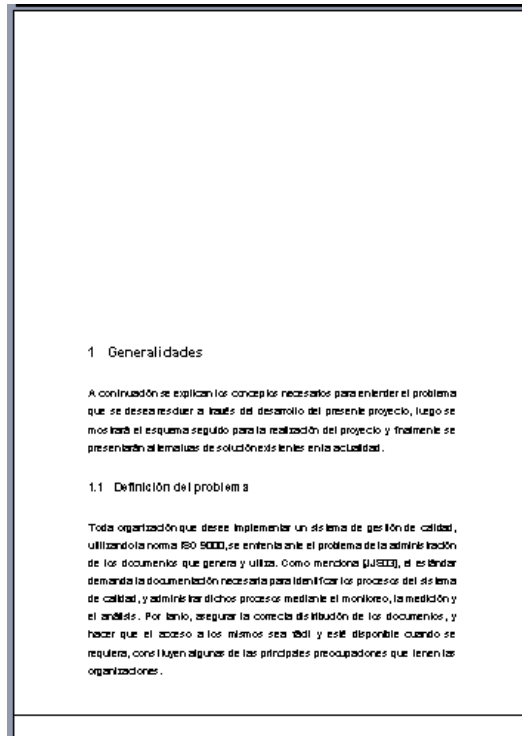 1 Generalidades
A continuación se explican los conceptos necesarios para entender el problema
que se desea resolver a través del desarrollo del presente proyecto, luego se
mostrará el esquema seguido para la realización del proyecto y finalmente se
presentarán alternativas de solución existentes en la actualidad.
1.1 Definición del problema
Toda organización que desee implementar un sistema de gestión de calidad,
utilizando la norma ISO 9000, se enfrenta ante el problema de la administración
de los documentos que genera y utiliza. Como menciona el estándar
demanda la documentación necesaria para identificar los procesos del sistema
de calidad, y administrar dichos procesos mediante el monitoreo, la medición y
el análisis. Por tanto, asegurar la correcta distribución de los documentos, y
hacer que el acceso a los mismos sea fácil y esté disponible cuando se
requiera, constituyen algunas de las principales preocupaciones que tienen las
organizaciones.